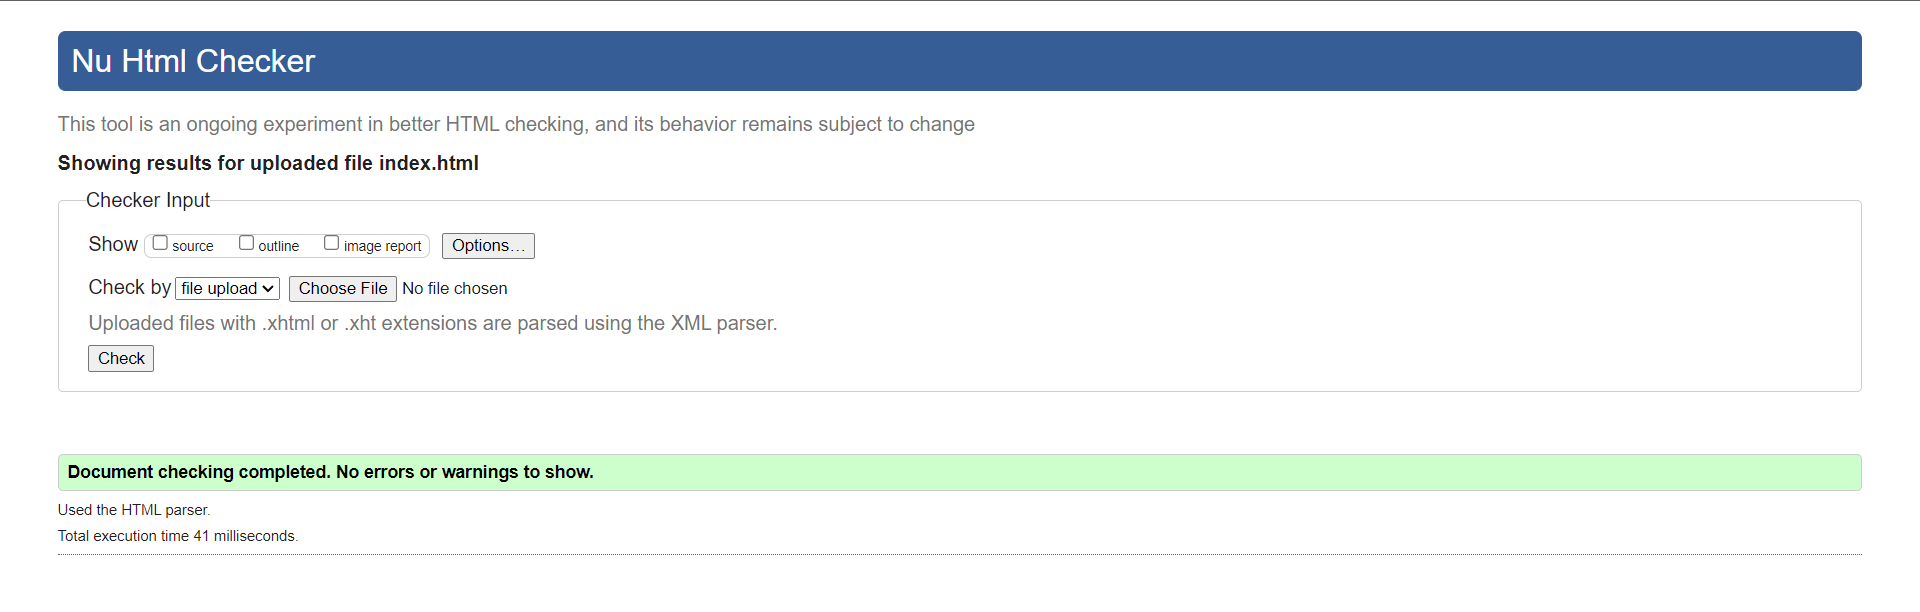 Nu Html Checker
This tool is an ongoing experiment in better HTML checking, and its behavior remains subject to change
Showing results for uploaded file index.html
Checker Input
Show source outline image report Options...
Check by file upload Choose File No file chosen
Uploaded files with .xhtml or .xht extensions are parsed using the XML parser.
Check
Document checking completed. No errors or warnings to show.
Used the HTML parser.
Total execution time 41 milliseconds.